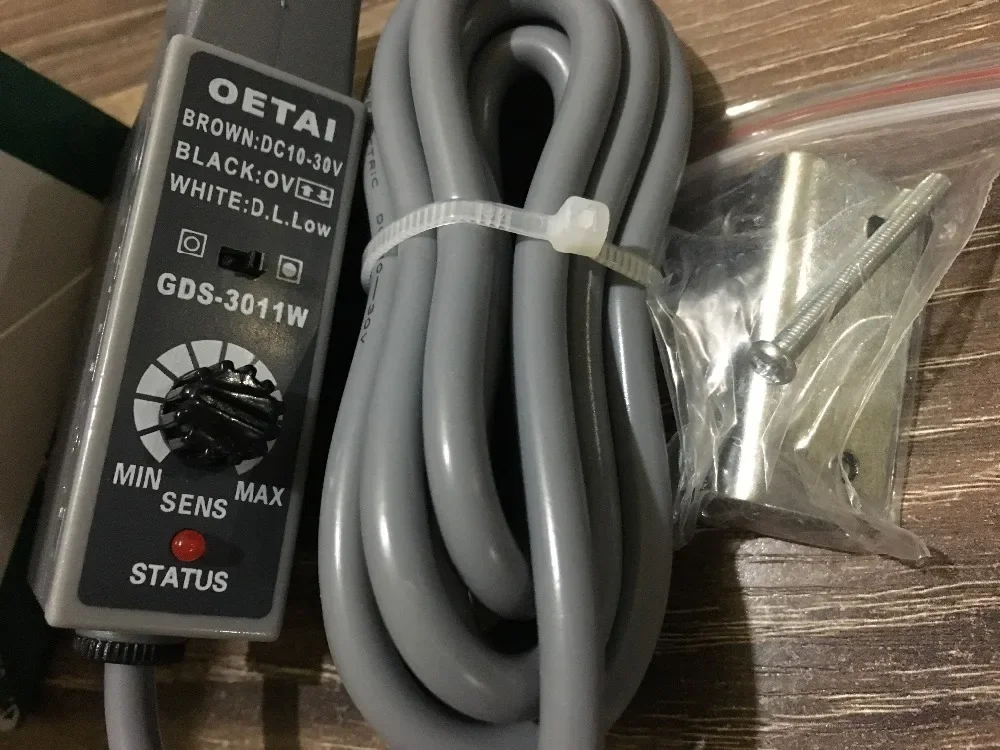 OETAI
BROWN:DC10-30V
BLACK:OV
WHITE:D.L.Low
GDS-3011W
MIN
MAX
SENS
STATUS